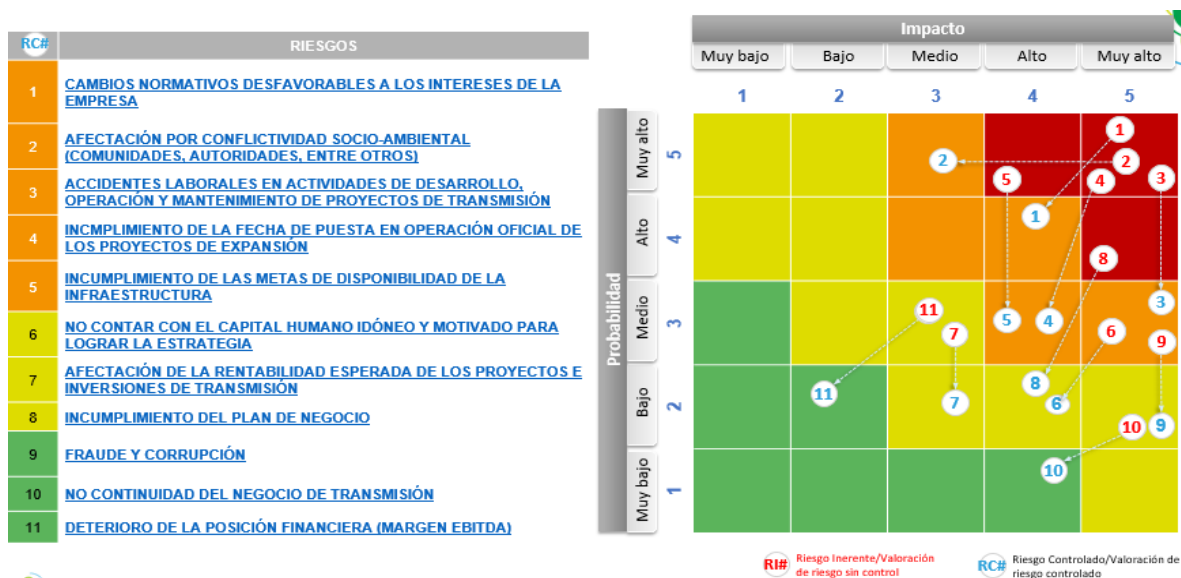 RC#
RIESGOS
1
CAMBIOS NORMATIVOS DESFAVORABLES A LOS INTERESES DE LA
EMPRESA
2
AFECTACIÓN POR CONFLICTIVIDAD SOCIO-AMBIENTAL
(COMUNIDADES, AUTORIDADES, ENTRE OTROS)
3
ACCIDENTES LABORALES EN ACTIVIDADES DE DESARROLLO,
OPERACIÓN Y MANTENIMIENTO DE PROYECTOS DE TRANSMISIÓN
4
INCMPLIMIENTO DE LA FECHA DE PUESTA EN OPERACIÓN OFICIAL DE
LOS PROYECTOS DE EXPANSIÓN
5
INCUMPLIMIENTO DE LAS METAS DE DISPONIBILIDAD DE LA
INFRAESTRUCTURA
6
NO CONTAR CON EL CAPITAL HUMANO IDÓNEO Y MOTIVADO PARA
LOGRAR LA ESTRATEGIA
7
AFECTACIÓN DE LA RENTABILIDAD ESPERADA DE LOS PROYECTOS E
INVERSIONES DE TRANSMISIÓN
8
INCUMPLIMIENTO DEL PLAN DE NEGOCIO
9
FRAUDE Y CORRUPCIÓN
10
NO CONTINUIDAD DEL NEGOCIO DE TRANSMISIÓN
11
DETERIORO DE LA POSICIÓN FINANCIERA (MARGEN EBITDA)
Impacto
Muy bajo Bajo Medio Alto Muy alto
1 2 3 4 5
Probabilidad
Muy alto 5
Alto 4
Medio 3
Bajo 2
Muy bajo 1
1
2 2
5 4 3
1
8
3
11 5 4
7 6 9
8
11 7 6
10 9
10
RI# Riesgo Inerente/Valoración
de riesgo sin control
RC# Riesgo Controlado/Valoración de
riesgo controlado